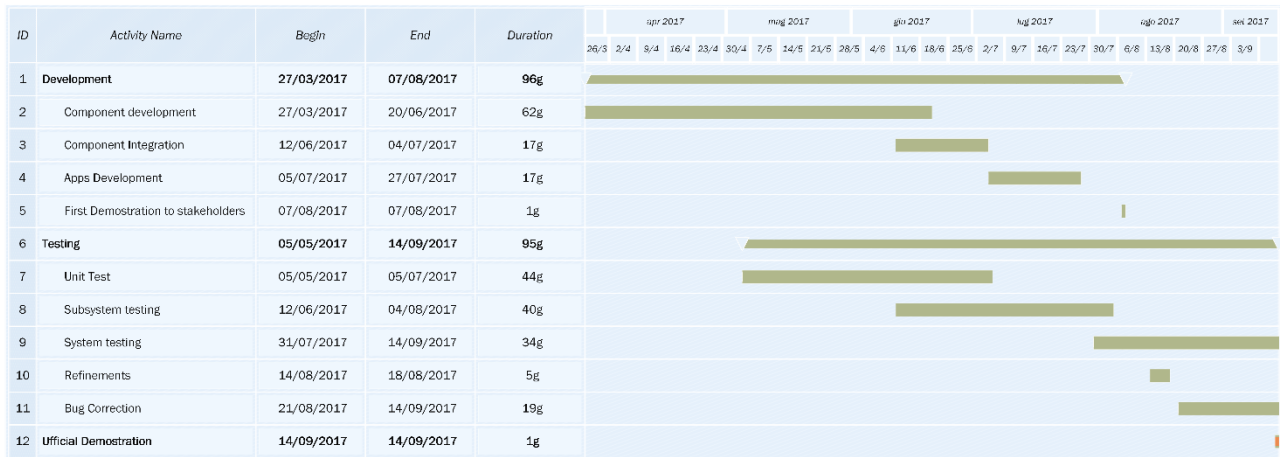 ID Activity Name Begin End Duration
apr 2017 mag 2017 giu 2017 lug 2017 ago 2017 set 2017
26/3 2/4 9/4 16/4 23/4 30/4 7/5 14/5 21/5 28/5 4/6 11/6 18/6 25/6 2/7 9/7 16/7 23/7 30/7 6/8 13/8 20/8 27/8 3/9
1 Development 27/03/2017 07/08/2017 96g
2 Component development 27/03/2017 20/06/2017 62g
3 Component Integration 12/06/2017 04/07/2017 17g
4 Apps Development 05/07/2017 27/07/2017 17g
5 First Demostration to stakeholders 07/08/2017 07/08/2017 1g
6 Testing 05/05/2017 14/09/2017 95g
7 Unit Test 05/05/2017 05/07/2017 44g
8 Subsystem testing 12/06/2017 04/08/2017 40g
9 System testing 31/07/2017 14/09/2017 34g
10 Refinements 14/08/2017 18/08/2017 5g
11 Bug Correction 21/08/2017 14/09/2017 19g
12 Ufficial Demostration 14/09/2017 14/09/2017 1g